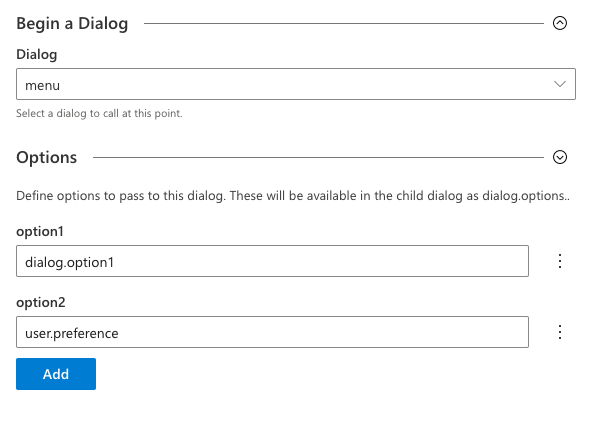 Begin a Dialog
Dialog
menu
Select a dialog to call at this point.
Options
Define options to pass to this dialog. These will be available in the child dialog as dialog.options..
option1
dialog.option1
option2
user.preference
Add